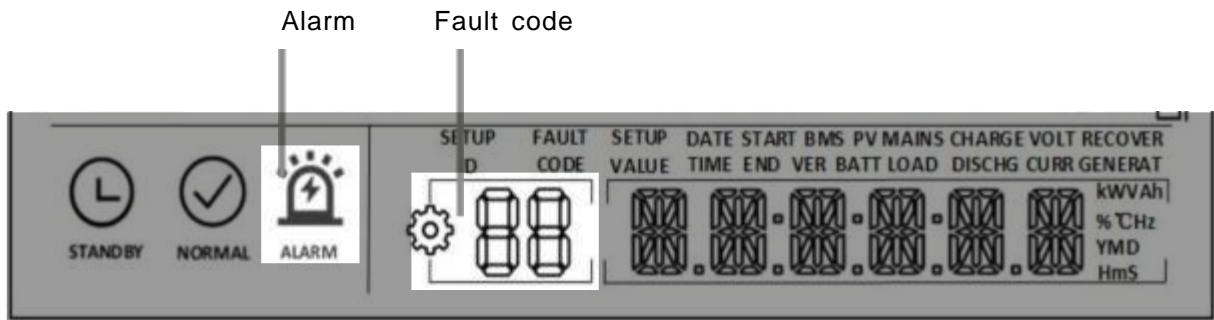 Alarm Fault code
SETUP FAULT SETUP DATE START BMS PV MAINS CHARGE VOLT RECOVER
ID CODE VALUE TIME END VER BATT LOAD DISCHG CURR GENERAT
kWVAh
% ℃Hz
YMD
HmS
STANDBY NORMAL ALARM